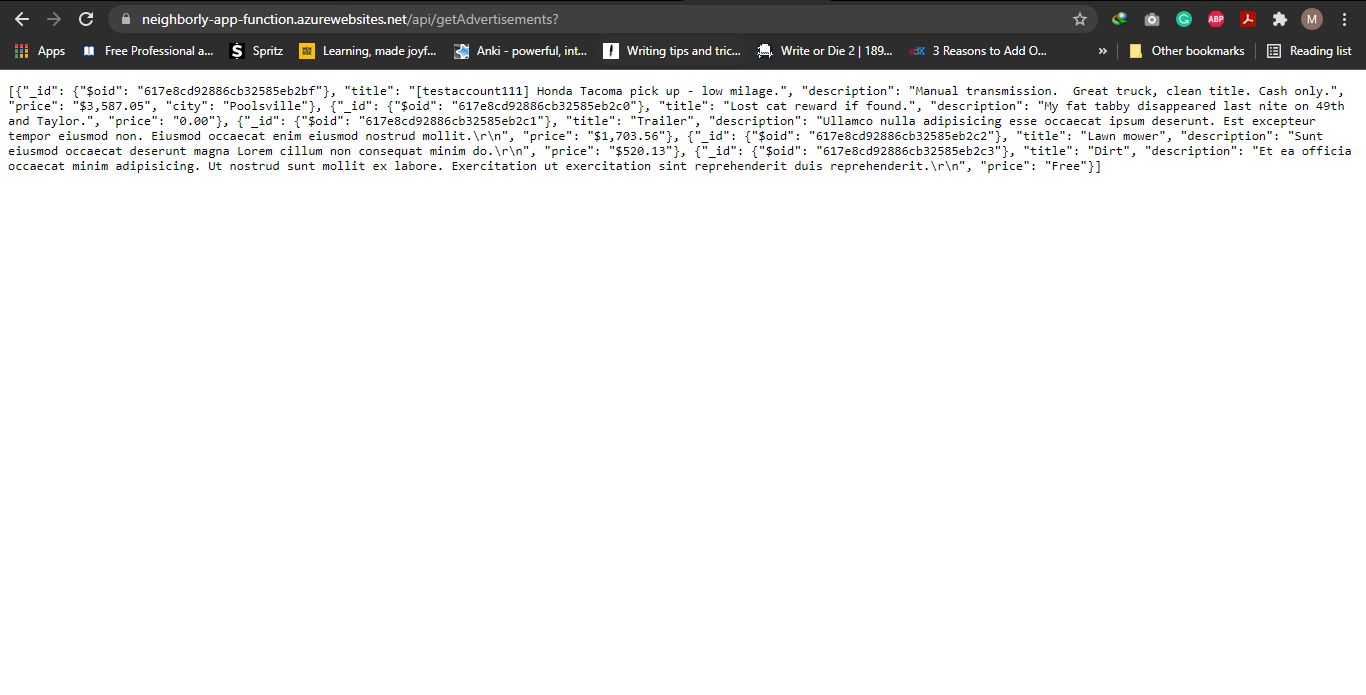 neighborly-app-function.azurewebsites.net/api/getAdvertisements?
ABP
M
Apps
Free Professional a...
Spritz
Learning, made joyf...
Anki - powerful, int...
Writing tips and tric...
Write or Die 2 | 189...
3 Reasons to Add O...
»
Other bookmarks
Reading list
[{"_id": {"$oid": "617e8cd92886cb32585eb2bf"}, "title": "[testaccount111] Honda Tacoma pick up - low milage.", "description": "Manual transmission.  Great truck, clean title. Cash only.",
"price": "$3,587.05", "city": "Poolsville"}, {"_id": {"$oid": "617e8cd92886cb32585eb2c0"}, "title": "Lost cat reward if found.", "description": "My fat tabby disappeared last nite on 49th
and Taylor.", "price": "0.00"}, {"_id": {"$oid": "617e8cd92886cb32585eb2c1"}, "title": "Trailer", "description": "Ullamco nulla adipisicing esse occaecat ipsum deserunt. Est excepteur
tempor eiusmod non. Eiusmod occaecat enim eiusmod nostrud mollit.\r\n", "price": "$1,703.56"}, {"_id": {"$oid": "617e8cd92886cb32585eb2c2"}, "title": "Lawn mower", "description": "Sunt
eiusmod occaecat deserunt magna Lorem cillum non consequat minim do.\r\n", "price": "$520.13"}, {"_id": {"$oid": "617e8cd92886cb32585eb2c3"}, "title": "Dirt", "description": "Et ea officia
occaecat minim adipisicing. Ut nostrud sunt mollit ex labore. Exercitation ut exercitation sint reprehenderit duis reprehenderit.\r\n", "price": "Free"}]